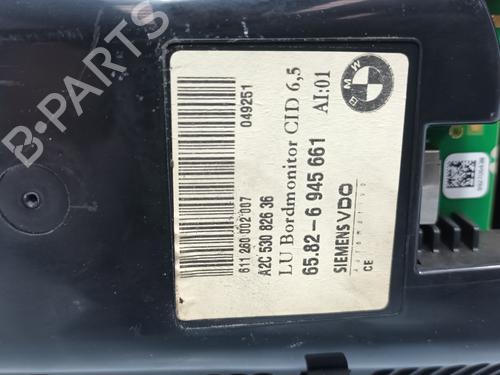 BMW
LU Bordmonitor CID 6,5 AI:01
65.82-6 945 661
SIEMENS VDO
Automotive
CE
049251
611 260 002 007
A2C 530 826 36
B-PARTS